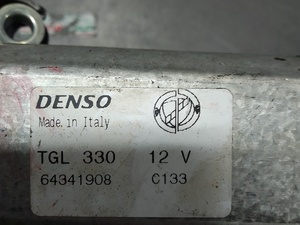 DENSO
Made in Italy
TGL 330 12 V
64341908 C133